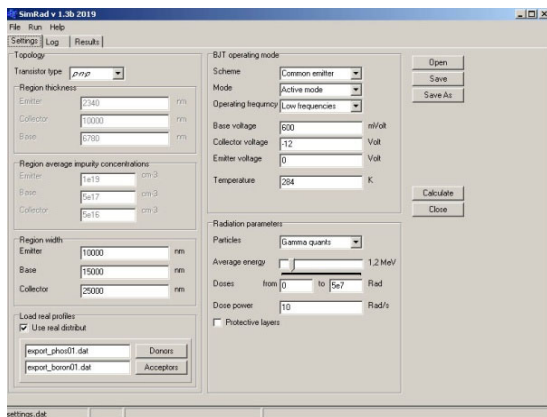 SimRad v 1.3b 2019
File Run Help
Settings Log Results
Topology
Transistor type pnp
Region thickness
Emitter 2340 nm
Collector 10000 nm
Base 6780 nm
Region average impurity concentrations
Emitter 1e19 cm-3
Base 5e17 cm-3
Collector 5e16 cm-3
Region width
Emitter 10000 nm
Base 15000 nm
Collector 25000 nm
Load real profiles
Use real distribut
export_phos01.dat Donors
export_boron01.dat Acceptors
BJT operating mode
Scheme Common emitter
Mode Active mode
Operating frequrncy Low frequencies
Base voltage 600 mVolt
Collector voltage -12 Volt
Emitter voltage 0 Volt
Temperature 284 K
Radiation parameters
Particles Gamma quants
Average energy 1,2 MeV
Doses from 0 to 5e7 Rad
Dose power 10 Rad/s
Protective layers
Open
Save
Save As
Calculate
Close
settings.dat